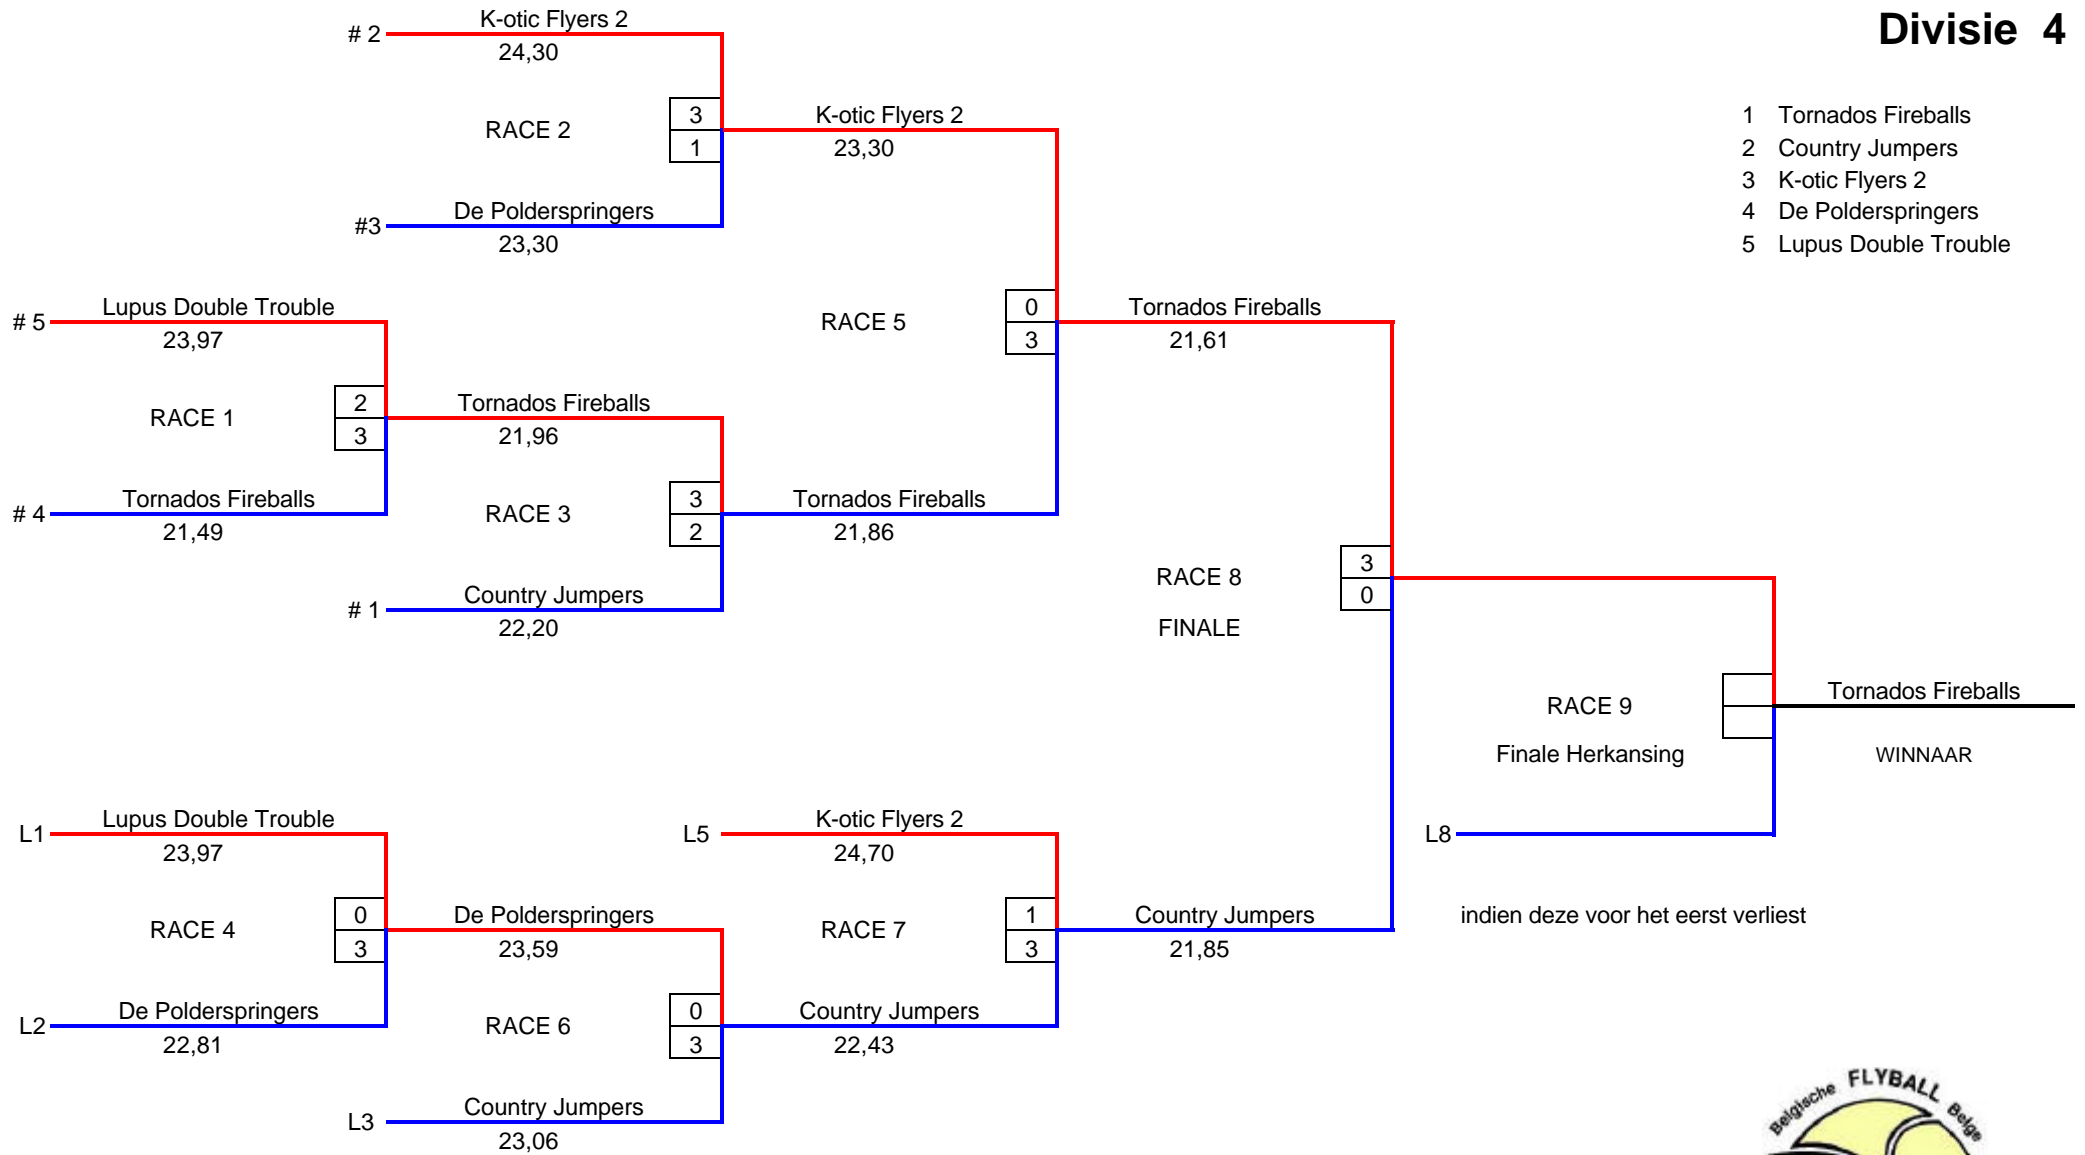 Divisie 4
1 Tornados Fireballs
2 Country Jumpers
3 K-otic Flyers 2
4 De Polderspringers
5 Lupus Double Trouble
# 2
K-otic Flyers 2
24,30
RACE 2
3
1
#3
De Polderspringers
23,30
K-otic Flyers 2
23,30
# 5
Lupus Double Trouble
23,97
RACE 1
2
3
# 4
Tornados Fireballs
21,49
Tornados Fireballs
21,96
RACE 3
3
2
# 1
Country Jumpers
22,20
RACE 5
0
3
Tornados Fireballs
21,86
Tornados Fireballs
21,61
RACE 8
FINALE
3
0
RACE 9
Finale Herkansing
Tornados Fireballs
WINNAAR
L8
indien deze voor het eerst verliest
L1
Lupus Double Trouble
23,97
RACE 4
0
3
L2
De Polderspringers
22,81
De Polderspringers
23,59
RACE 6
0
3
L3
Country Jumpers
23,06
L5
K-otic Flyers 2
24,70
RACE 7
1
3
Country Jumpers
22,43
Country Jumpers
21,85
Belgische FLYBALL Belge